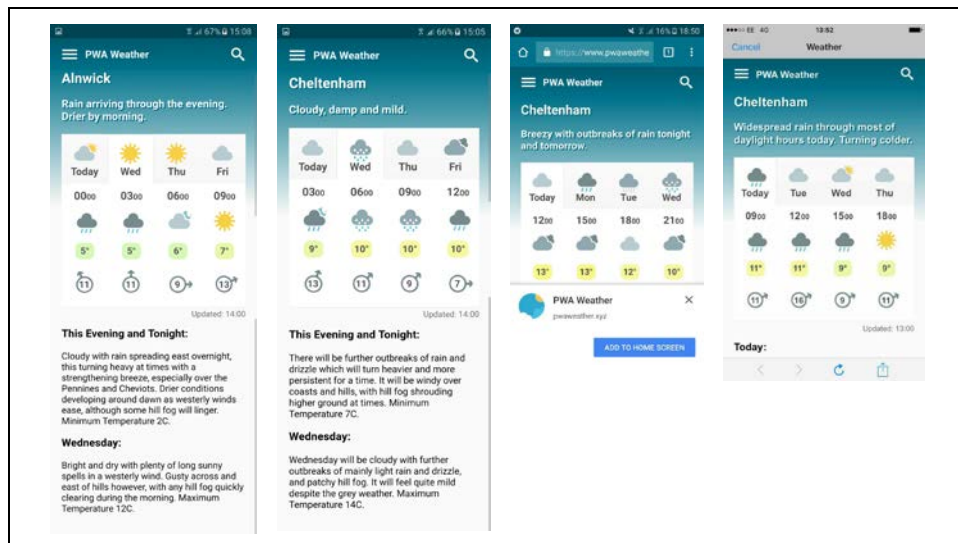 67% 15:08
PWA Weather
Alnwick
Rain arriving through the evening.
Drier by morning.
Today Wed Thu Fri
0000 0300 0600 0900
5° 5° 6° 7°
11 11 9 13
Updated: 14:00
This Evening and Tonight:
Cloudy with rain spreading east overnight,
this turning heavy at times with a
strengthening breeze, especially over the
Pennines and Cheviots. Drier conditions
developing around dawn as westerly winds
ease, although some hill fog will linger.
Minimum Temperature 2C.
Wednesday:
Bright and dry with plenty of long sunny
spells in a westerly wind. Gusty across and
east of hills however, with any hill fog quickly
clearing during the morning. Maximum
Temperature 12C.
66% 15:05
PWA Weather
Cheltenham
Cloudy, damp and mild.
Today Wed Thu Fri
0300 0600 0900 1200
9° 10° 10° 10°
13 11 9 7
Updated: 14:00
This Evening and Tonight:
There will be further outbreaks of rain and
drizzle which will turn heavier and more
persistent for a time. It will be windy over
coasts and hills, with hill fog shrouding
higher ground at times. Minimum
Temperature 7C.
Wednesday:
Wednesday will be cloudy with further
outbreaks of mainly light rain and drizzle,
and patchy hill fog. It will feel quite mild
despite the grey weather. Maximum
Temperature 14C.
16% 18:50
https://www.pwaweathe 1
PWA Weather
Cheltenham
Breezy with outbreaks of rain tonight
and tomorrow.
Today Mon Tue Wed
1200 1500 1800 2100
13° 13° 12° 10°
PWA Weather
pwaweather.xyz
ADD TO HOME SCREEN
EE 4G 13:52
Cancel Weather
PWA Weather
Cheltenham
Widespread rain through most of
daylight hours today. Turning colder.
Today Tue Wed Thu
0900 1200 1500 1800
11° 11° 9° 9°
11 16 9 11
Updated: 13:00
Today: